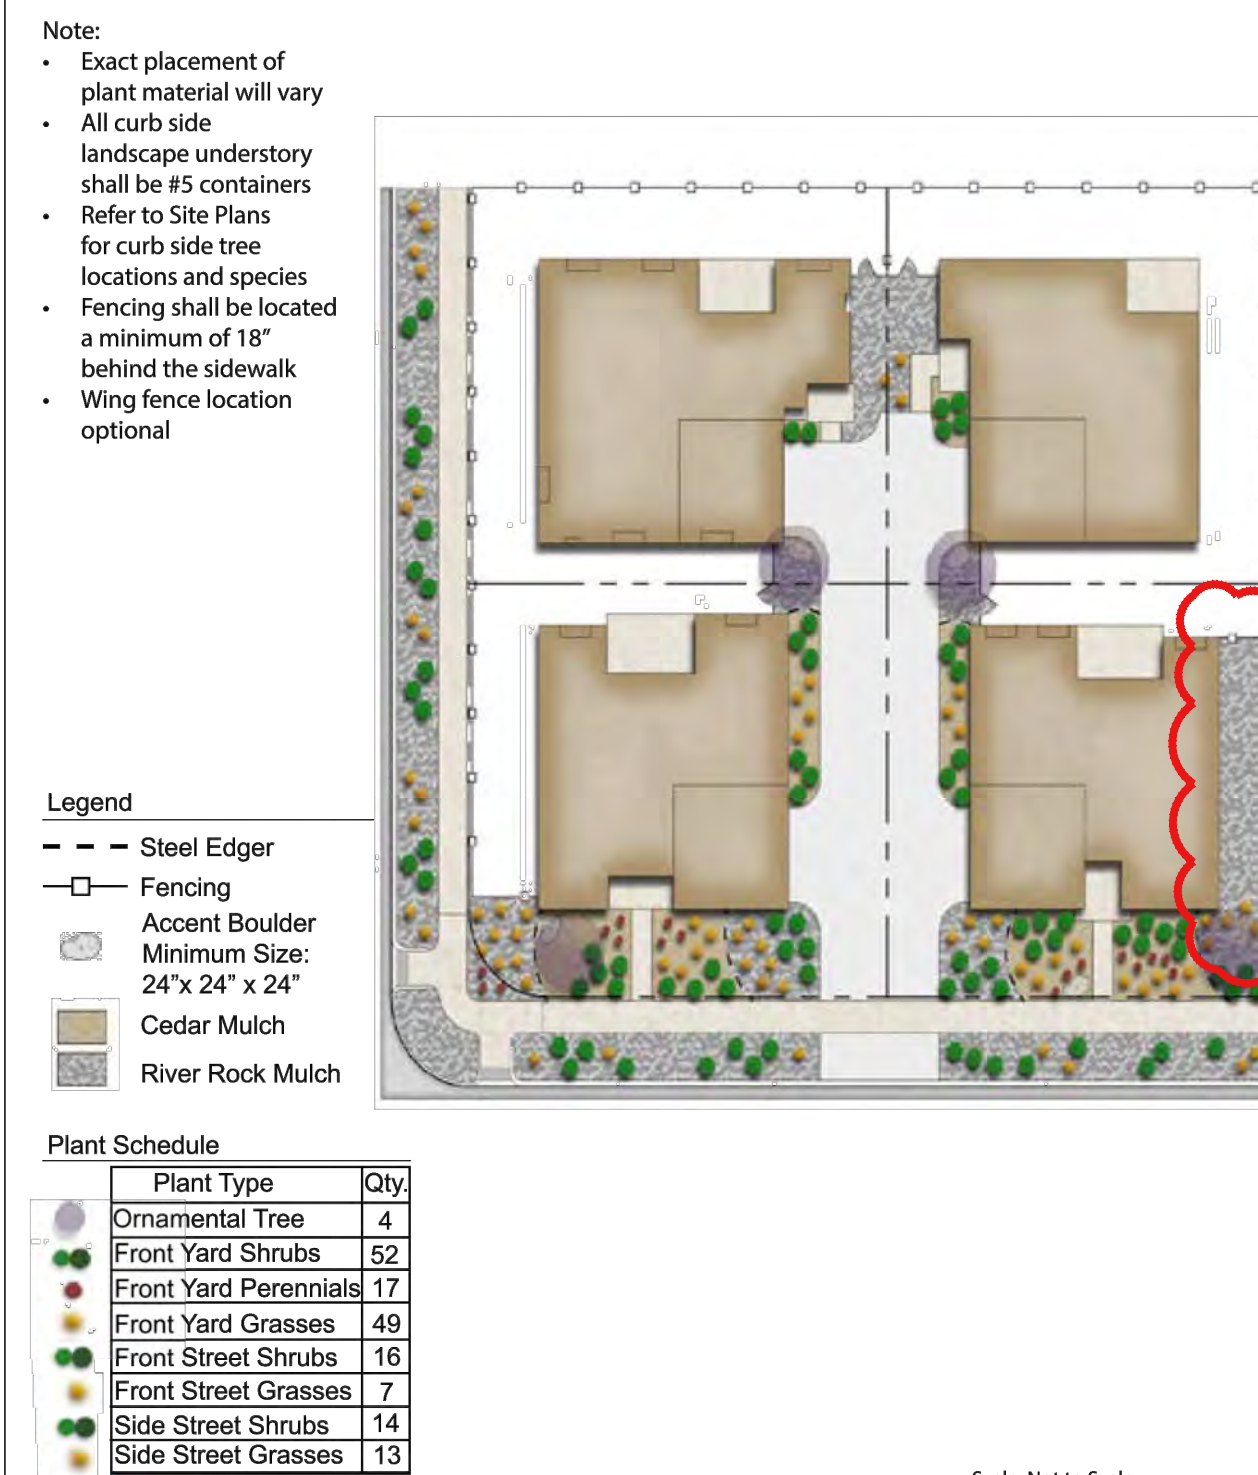 Note:
• Exact placement of
plant material will vary
• All curb side
landscape understory
shall be #5 containers
• Refer to Site Plans
for curb side tree
locations and species
• Fencing shall be located
a minimum of 18”
behind the sidewalk
• Wing fence location
optional
Legend
Steel Edger
Fencing
Accent Boulder
Minimum Size:
24”x 24” x 24”
Cedar Mulch
River Rock Mulch
Plant Schedule
Plant Type Qty.
Ornamental Tree 4
Front Yard Shrubs 52
Front Yard Perennials 17
Front Yard Grasses 49
Front Street Shrubs 16
Front Street Grasses 7
Side Street Shrubs 14
Side Street Grasses 13